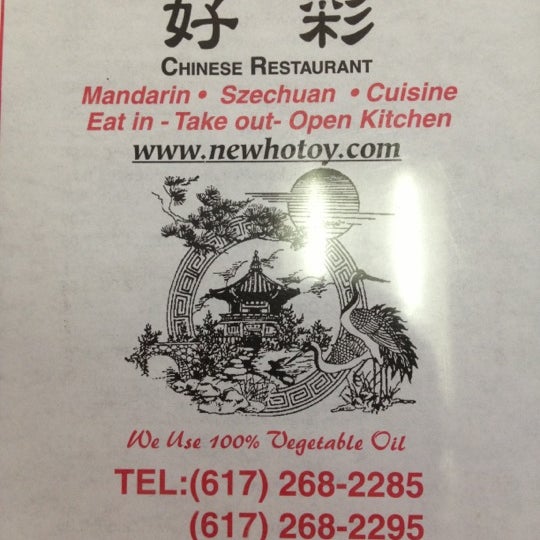 好彩
CHINESE RESTAURANT
Mandarin • Szechuan • Cuisine
Eat in - Take out- Open Kitchen
www.newhotoy.com
We Use 100% Vegetable Oil
TEL:(617) 268-2285
(617) 268-2295